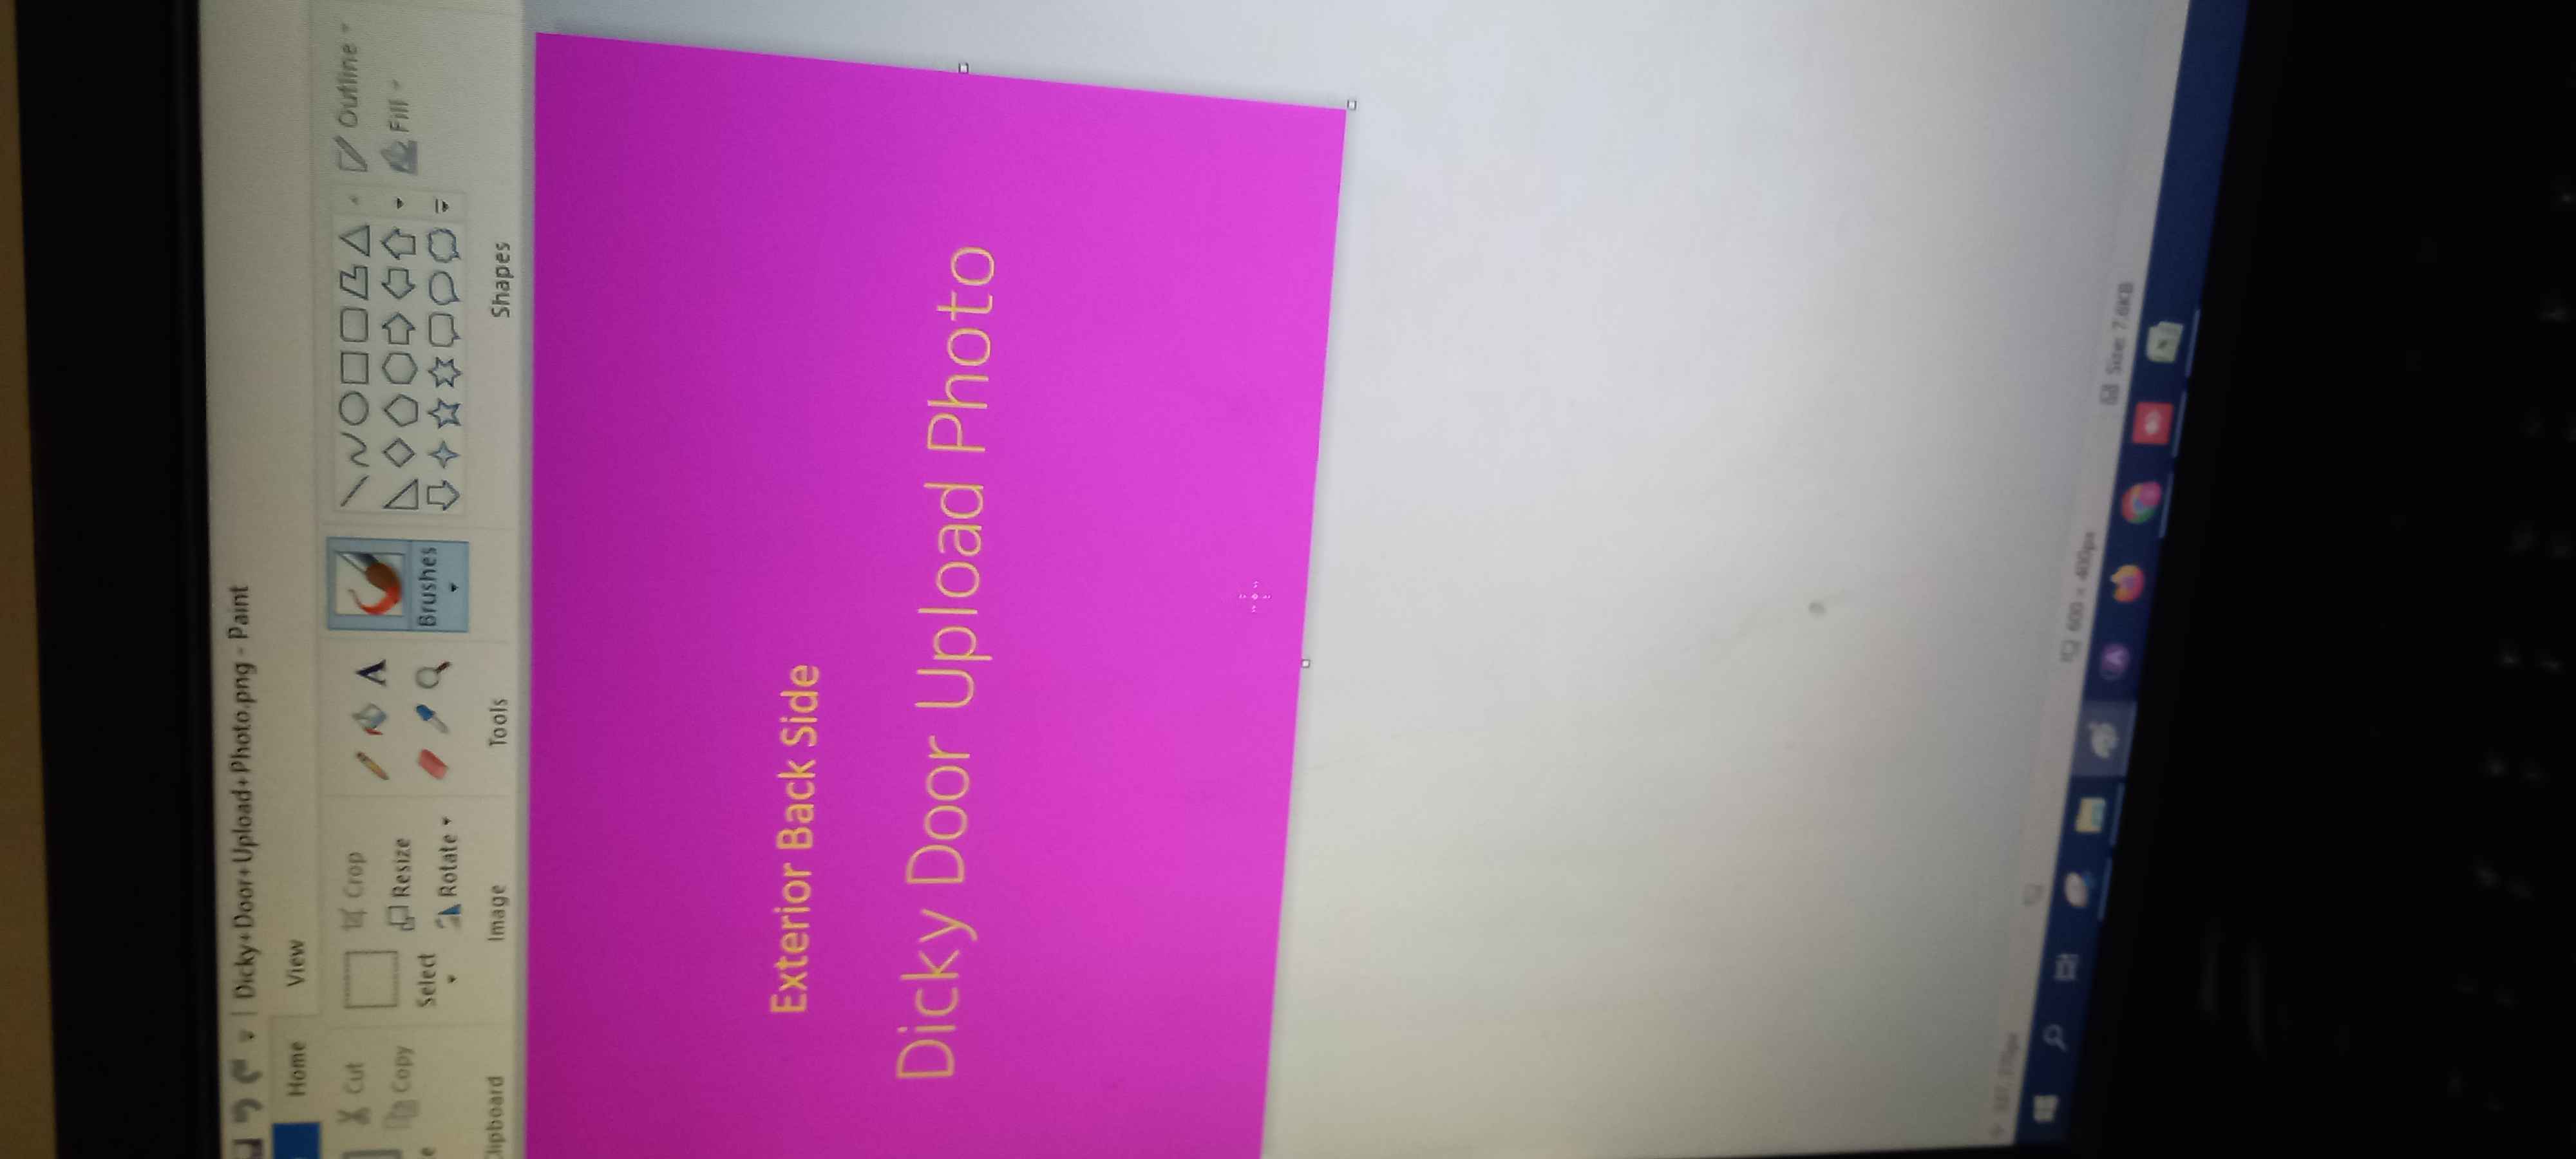 Dicky+Door+Upload+Photo.png - Paint
Home View
Cut
Copy
Select
Crop
Resize
Rotate
Brushes
Outline
Fill
Clipboard
Image
Tools
Shapes
Exterior Back Side
Dicky Door Upload Photo
600 × 400px
Size: 7.6KB